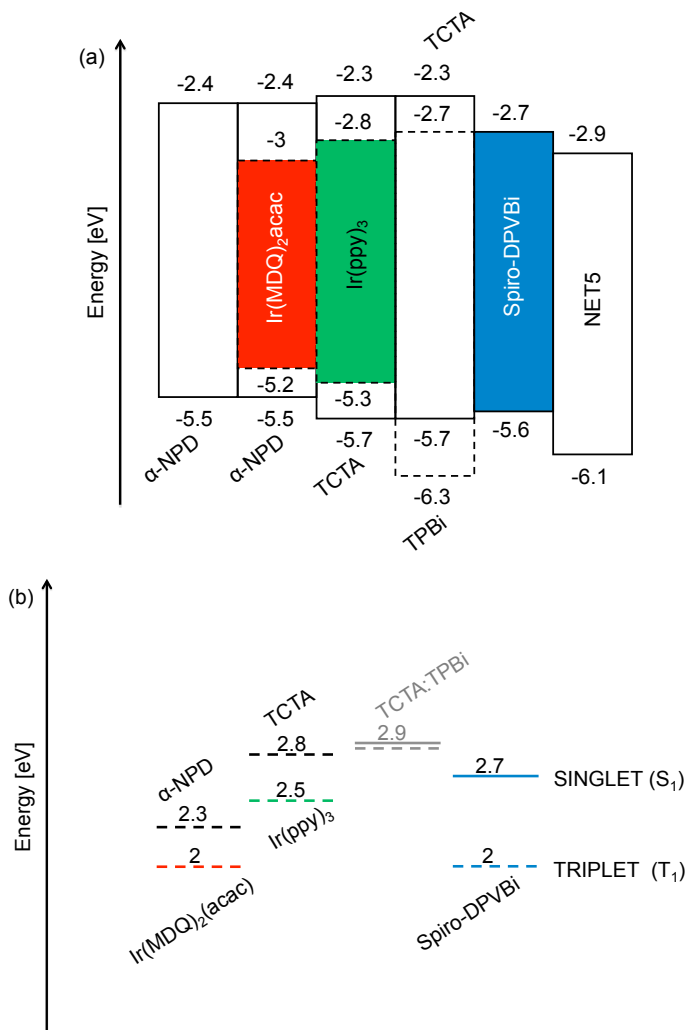 TCTA
(a)
-2.4 -2.4 -2.3 -2.3
-3 -2.8 -2.7 -2.7 -2.9
Energy [eV]
Ir(MDQ)₂acac
Ir(ppy)₃
Spiro-DPVBi
NET5
-5.2 -5.3
-5.5 -5.5 -5.7 -5.7 -5.6
-6.3 -6.1
α-NPD α-NPD TCTA TPBi
(b)
Energy [eV]
TCTA:TPBi
2.9
TCTA
2.8
2.7 SINGLET (S₁)
2.5
Ir(ppy)₃
α-NPD
2.3
2 2 TRIPLET (T₁)
Ir(MDQ)₂(acac)
Spiro-DPVBi